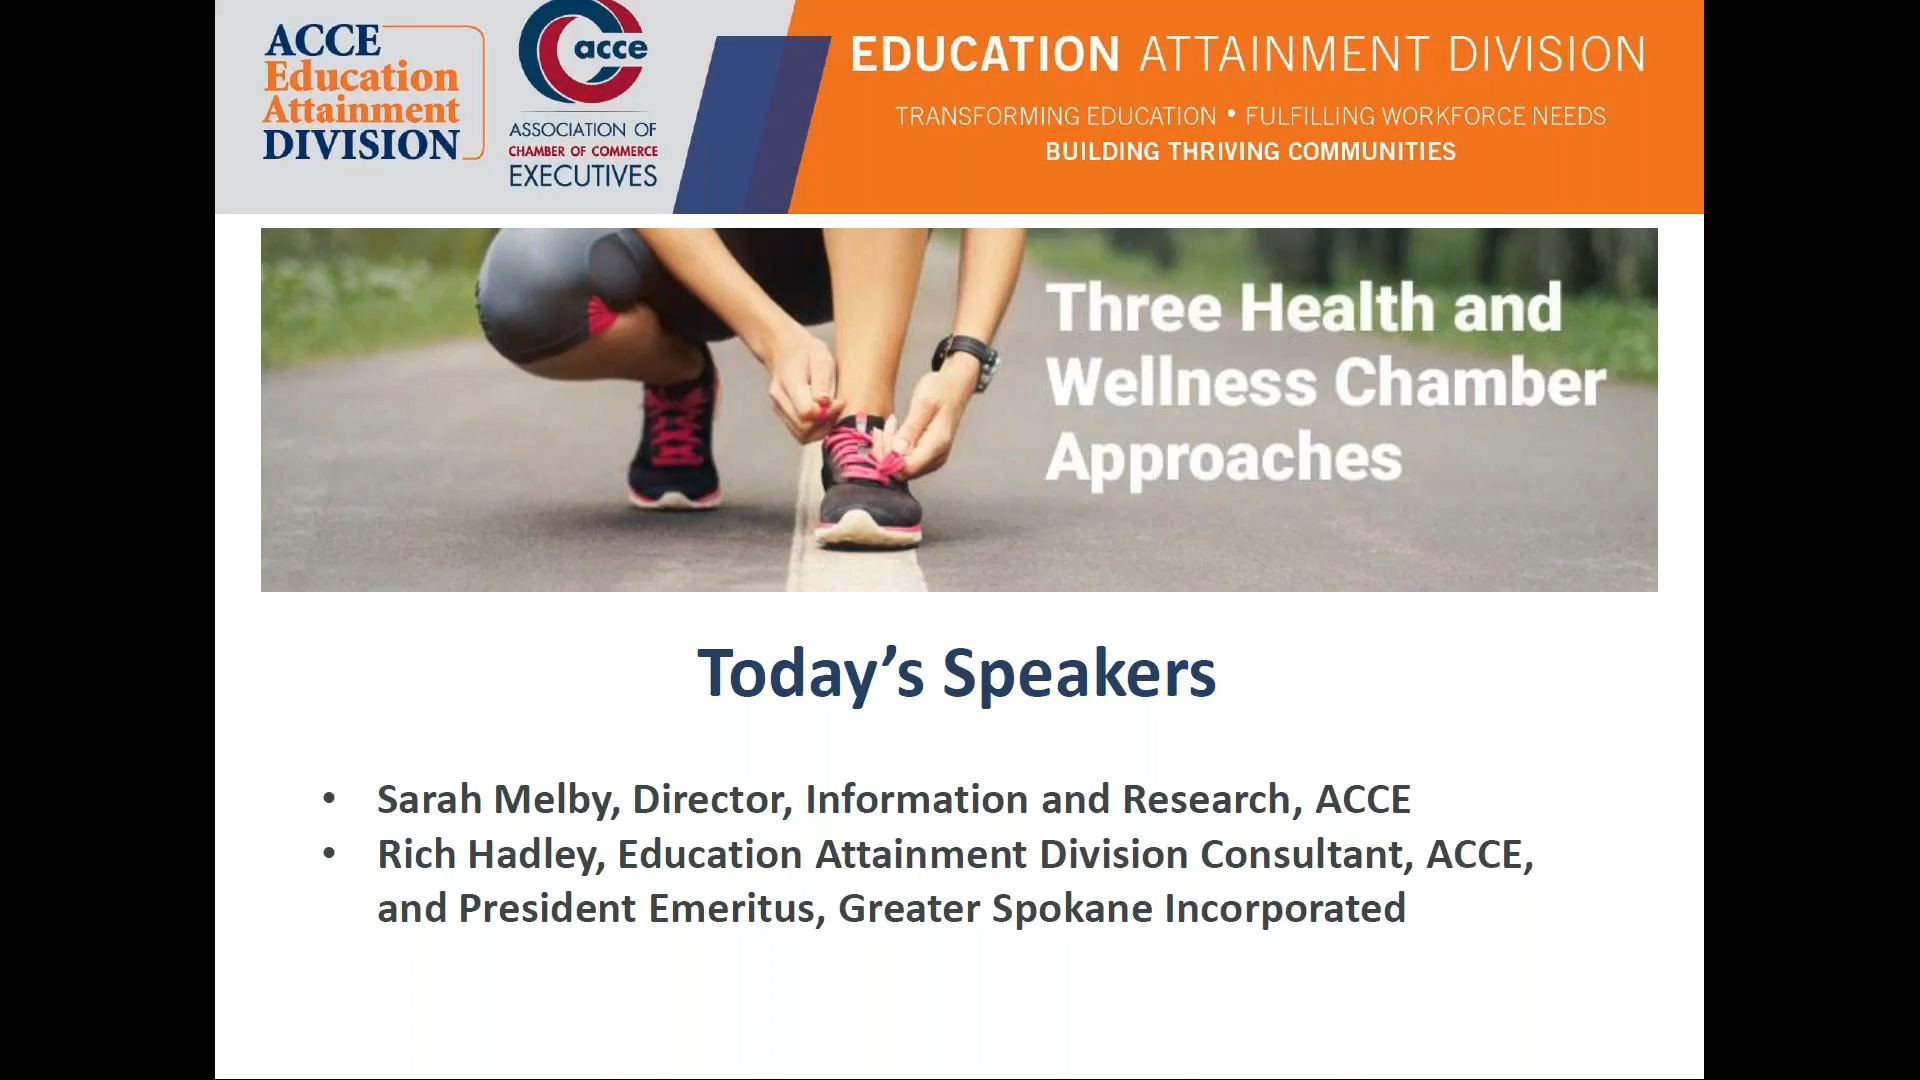 ACCE
Education
Attainment
DIVISION
acce
ASSOCIATION OF
CHAMBER OF COMMERCE
EXECUTIVES
EDUCATION ATTAINMENT DIVISION
TRANSFORMING EDUCATION • FULFILLING WORKFORCE NEEDS
BUILDING THRIVING COMMUNITIES
Three Health and
Wellness Chamber
Approaches
Today’s Speakers
• Sarah Melby, Director, Information and Research, ACCE
• Rich Hadley, Education Attainment Division Consultant, ACCE,
and President Emeritus, Greater Spokane Incorporated